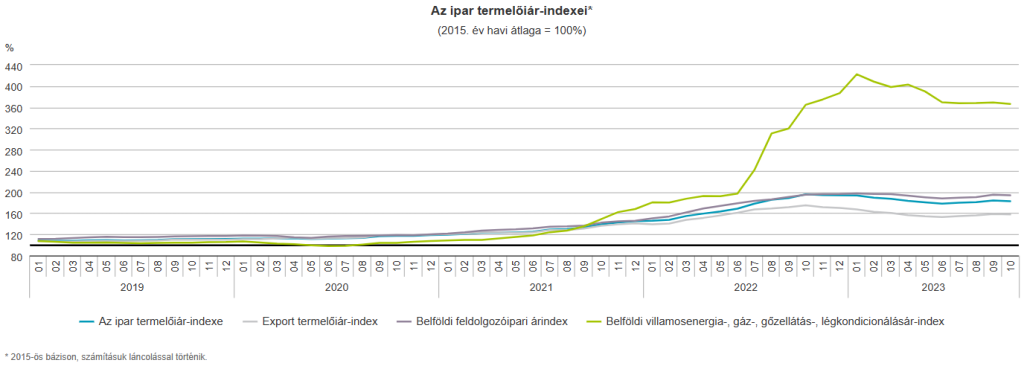 Az ipar termelőiár-indexei*
(2015. év havi átlaga = 100%)
%
440
400
360
320
280
240
200
160
120
80
01 02 03 04 05 06 07 08 09 10 11 12 01 02 03 04 05 06 07 08 09 10 11 12 01 02 03 04 05 06 07 08 09 10 11 12 01 02 03 04 05 06 07 08 09 10 11 12 01 02 03 04 05 06 07 08 09 10
2019 2020 2021 2022 2023
Az ipar termelőiár-indexe Export termelőiár-index Belföldi feldolgozóipari árindex Belföldi villamosenergia-, gáz-, gőzellátás-, légkondicionálásár-index
* 2015-ös bázison, számításuk láncolással történik.